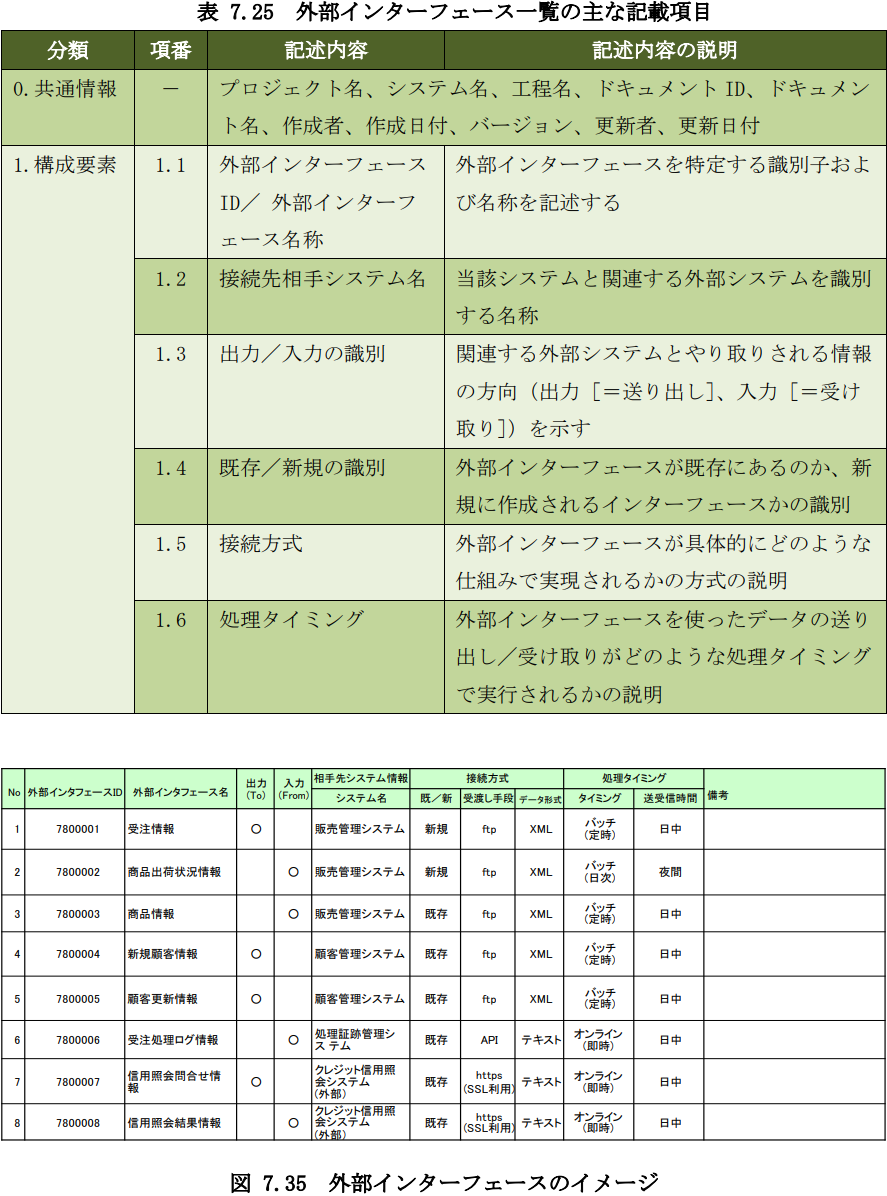 表 7.25　外部インターフェース一覧の主な記載項目
分類 項番 記述内容 記述内容の説明
0.共通情報 － プロジェクト名、システム名、工程名、ドキュメント ID、ドキュメン
ト名、作成者、作成日付、バージョン、更新者、更新日付
1.構成要素 1.1 外部インターフェース 外部インターフェースを特定する識別子およ
ID／ 外部インターフ び名称を記述する
ェース名称
1.2 接続先相手システム名 当該システムと関連する外部システムを識別
する名称
1.3 出力／入力の識別 関連する外部システムとやり取りされる情報
の方向（出力［＝送り出し］、入力［＝受け
取り］）を示す
1.4 既存／新規の識別 外部インターフェースが既存にあるのか、新
規に作成されるインターフェースかの識別
1.5 接続方式 外部インターフェースが具体的にどのような
仕組みで実現されるかの方式の説明
1.6 処理タイミング 外部インターフェースを使ったデータの送り
出し／受け取りがどのような処理タイミング
で実行されるかの説明
No 外部インタフェースID 外部インタフェース名 出力 入力 相手先システム情報 接続方式 処理タイミング 備考
(To) (From) システム名 既／新 受渡し手段 データ形式 タイミング 送受信時間
1 7800001 受注情報 ○ 販売管理システム 新規 ftp XML バッチ 日中
(定時)
2 7800002 商品出荷状況情報 ○ 販売管理システム 新規 ftp XML バッチ 夜間
(日次)
3 7800003 商品情報 ○ 販売管理システム 既存 ftp XML バッチ 日中
(定時)
4 7800004 新規顧客情報 ○ 顧客管理システム 既存 ftp XML バッチ 日中
(定時)
5 7800005 顧客更新情報 ○ 顧客管理システム 既存 ftp XML バッチ 日中
(定時)
6 7800006 受注処理ログ情報 ○ 処理証跡管理シ 既存 API テキスト オンライン 日中
ス テム (即時)
7 7800007 信用照会問合せ情 ○ クレジット信用照 既存 https テキスト オンライン 日中
報 会システム (SSL利用) (即時)
(外部)
8 7800008 信用照会結果情報 ○ クレジット信用照 既存 https テキスト オンライン 日中
会システム (SSL利用) (即時)
(外部)
図 7.35　外部インターフェースのイメージ